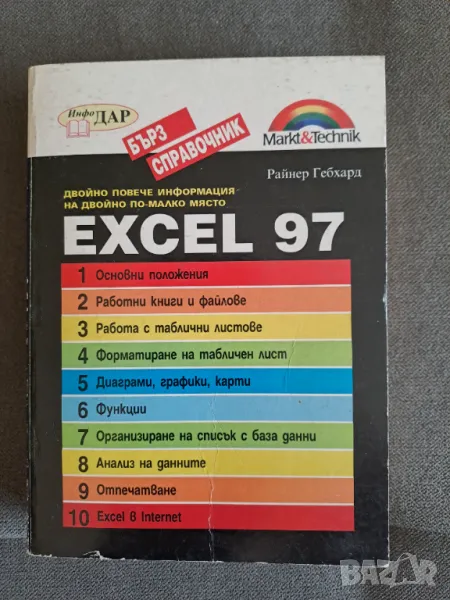 Инфо ДАР
БЪРЗ
СПРАВОЧНИК
Markt&Technik
Райнер Гебхард
ДВОЙНО ПОВЕЧЕ ИНФОРМАЦИЯ
НА ДВОЙНО ПО-МАЛКО МЯСТО
EXCEL 97
1 Основни положения
2 Работни книги и файлове
3 Работа с таблични листове
4 Форматиране на табличен лист
5 Диаграми, графики, карти
6 Функции
7 Организиране на списък с база данни
8 Анализ на данните
9 Отпечатване
10 Excel в Internet
BAZAR